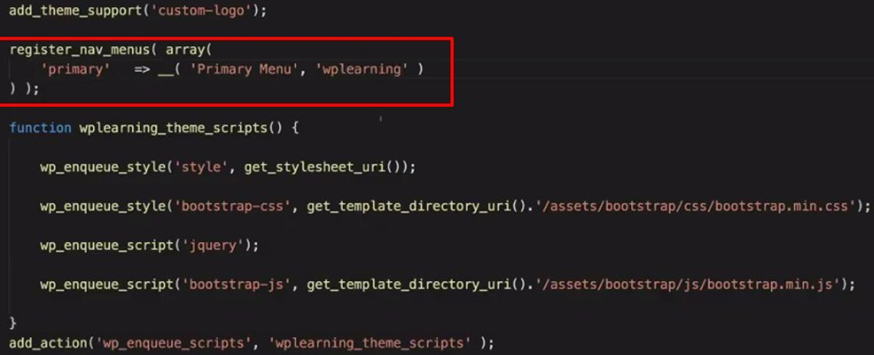 add_theme_support('custom-logo');
register_nav_menus( array(
'primary' => __( 'Primary Menu', 'wplearning' )
) );
function wplearning_theme_scripts() {
wp_enqueue_style('style', get_stylesheet_uri());
wp_enqueue_style('bootstrap-css', get_template_directory_uri().'/assets/bootstrap/css/bootstrap.min.css');
wp_enqueue_script('jquery');
wp_enqueue_script('bootstrap-js', get_template_directory_uri().'/assets/bootstrap/js/bootstrap.min.js');
}
add_action('wp_enqueue_scripts', 'wplearning_theme_scripts' );